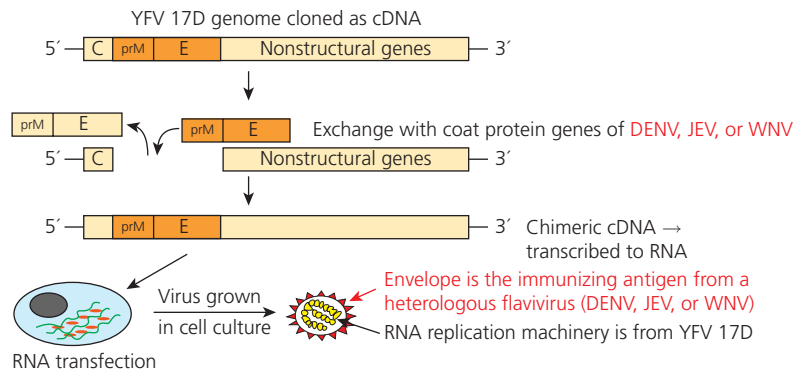 YFV 17D genome cloned as cDNA
5´ C prM E Nonstructural genes 3´
prM E prM E Exchange with coat protein genes of DENV, JEV, or WNV
5´ C Nonstructural genes 3´
5´ prM E 3´
Chimeric cDNA →
transcribed to RNA
Virus grown
in cell culture
RNA transfection
Envelope is the immunizing antigen from a
heterologous flavivirus (DENV, JEV, or WNV)
RNA replication machinery is from YFV 17D